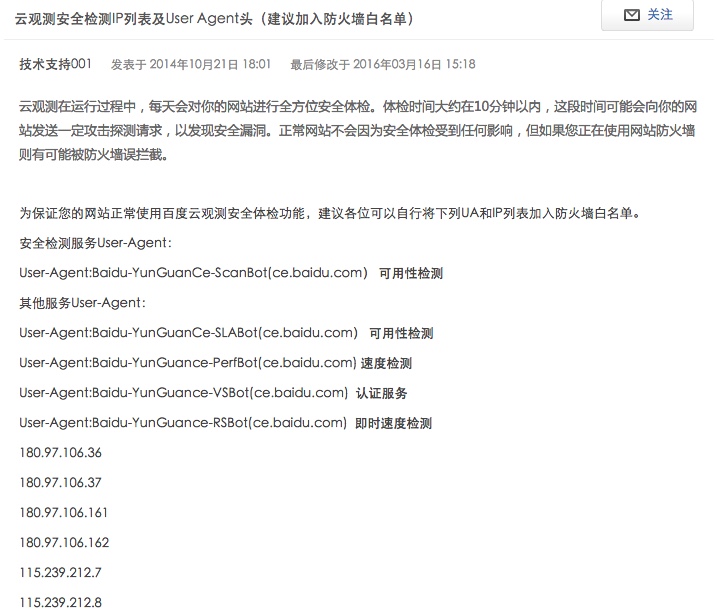 云观测安全检测IP列表及User Agent头（建议加入防火墙白名单）
关注
技术支持001 发表于 2014年10月21日 18:01 最后修改于 2016年03月16日 15:18
云观测在运行过程中，每天会对你的网站进行全方位安全体检。体检时间大约在10分钟以内，这段时间可能会向你的网
站发送一定攻击探测请求，以发现安全漏洞。正常网站不会因为安全体检受到任何影响，但如果您正在使用网站防火墙
则有可能被防火墙误拦截。
为保证您的网站正常使用百度云观测安全体检功能，建议各位可以自行将下列UA和IP列表加入防火墙白名单。
安全检测服务User-Agent：
User-Agent:Baidu-YunGuanCe-ScanBot(ce.baidu.com) 可用性检测
其他服务User-Agent：
User-Agent:Baidu-YunGuanCe-SLABot(ce.baidu.com) 可用性检测
User-Agent:Baidu-YunGuance-PerfBot(ce.baidu.com) 速度检测
User-Agent:Baidu-YunGuance-VSBot(ce.baidu.com) 认证服务
User-Agent:Baidu-YunGuance-RSBot(ce.baidu.com) 即时速度检测
180.97.106.36
180.97.106.37
180.97.106.161
180.97.106.162
115.239.212.7
115.239.212.8